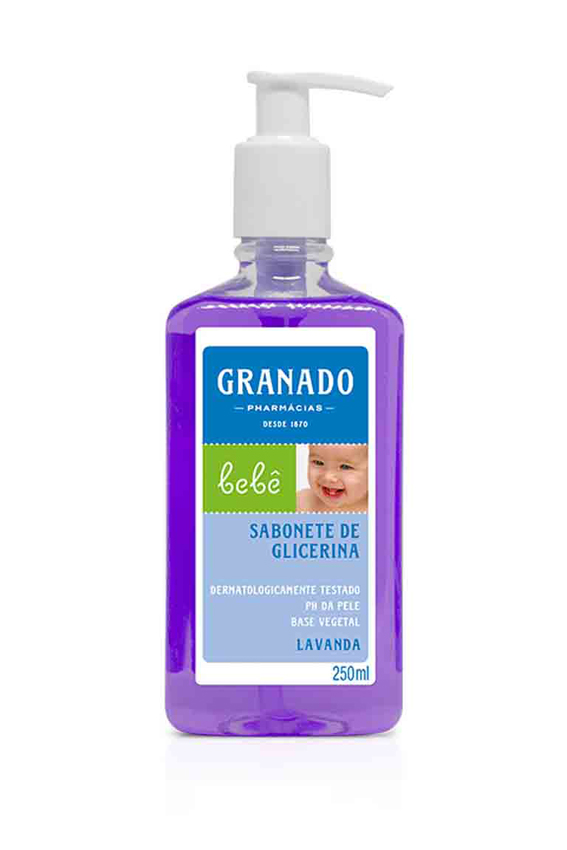 GRANADO
PHARMÁCIAS
DESDE 1870
bebê
SABONETE DE
GLICERINA
DERMATOLOGICAMENTE TESTADO
PH DA PELE
BASE VEGETAL
LAVANDA
250ml